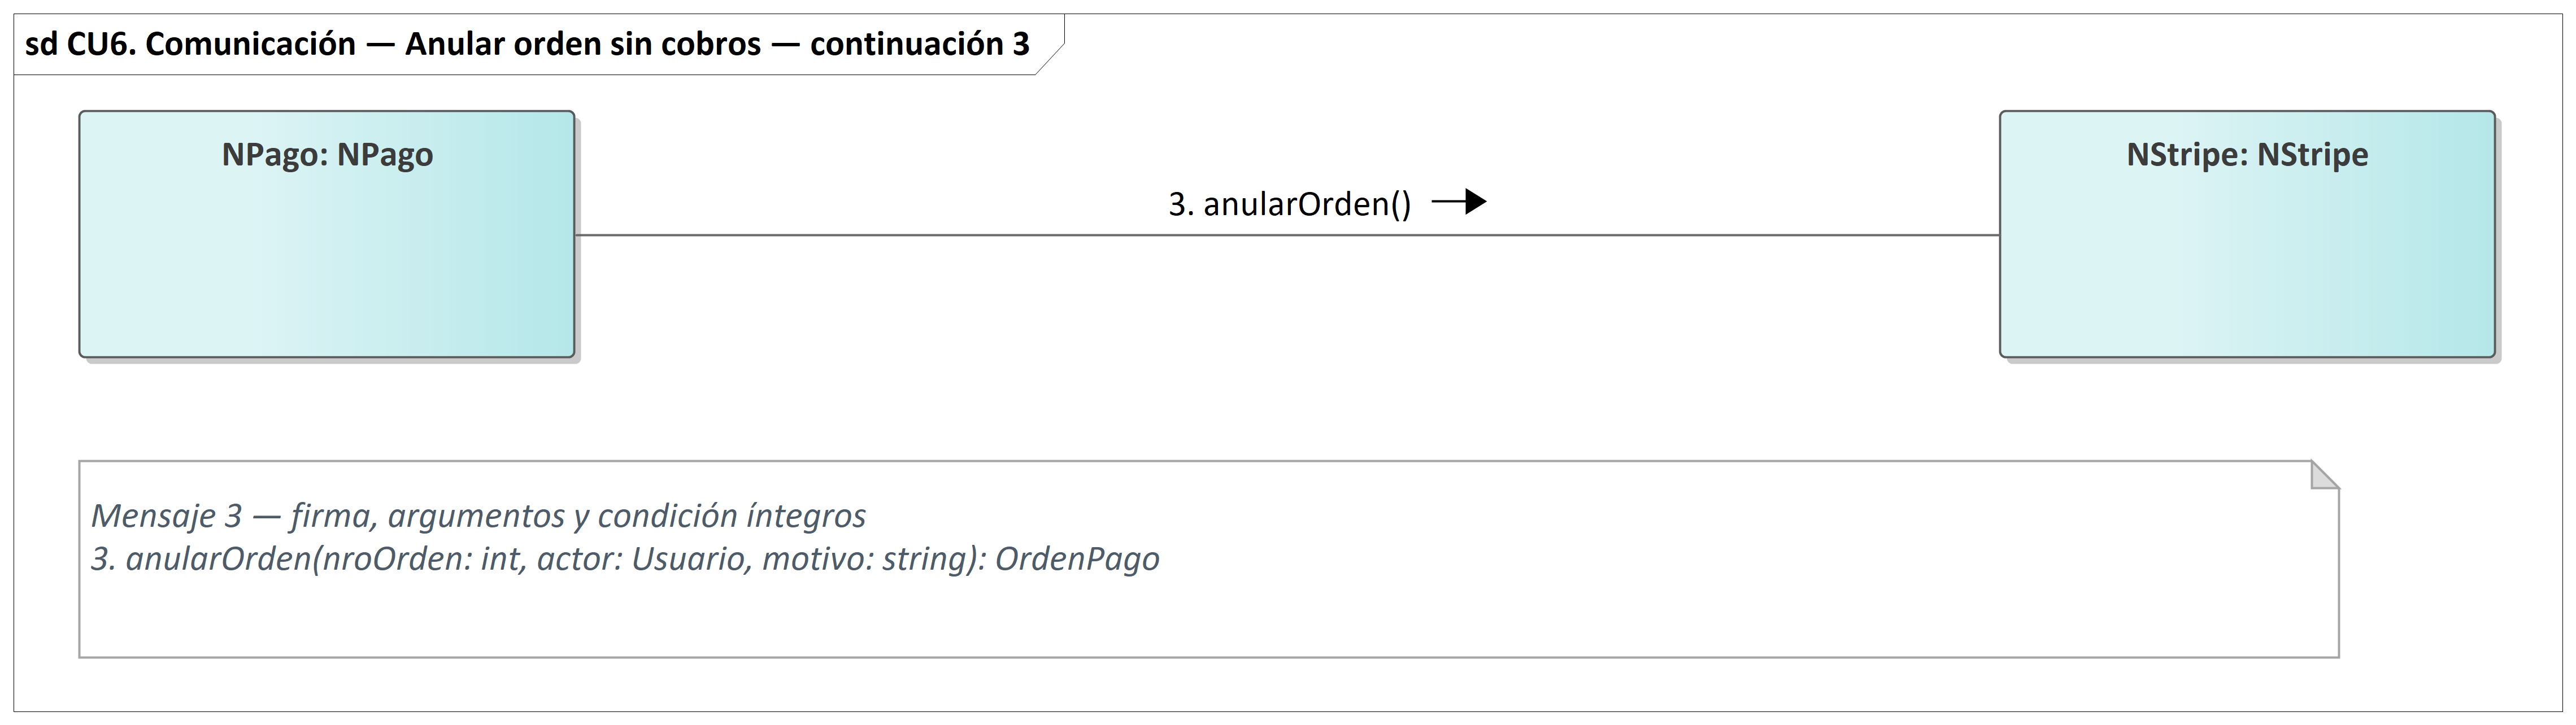 sd CU6. Comunicación — Anular orden sin cobros — continuación 3
NPago: NPago
NStripe: NStripe
3. anularOrden()
Mensaje 3 — firma, argumentos y condición íntegros
3. anularOrden(nroOrden: int, actor: Usuario, motivo: string): OrdenPago